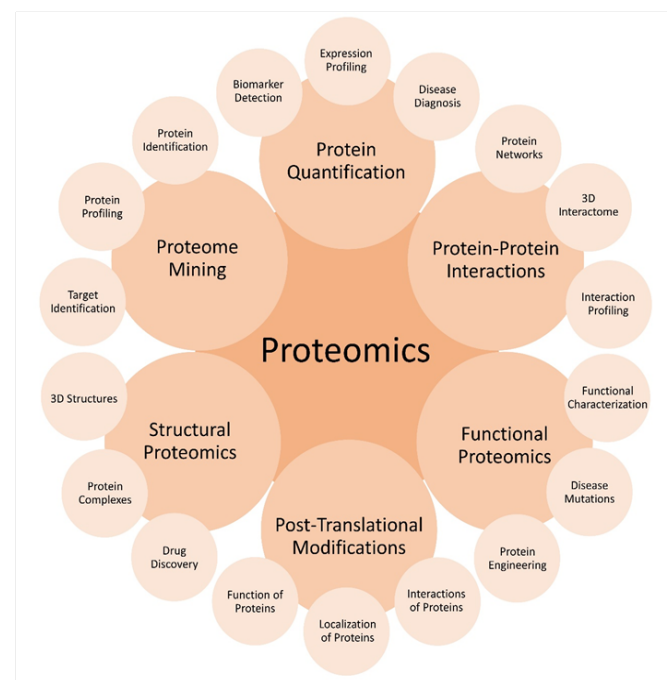 Expression
Profiling
Biomarker
Detection
Disease
Diagnosis
Protein
Quantification
Protein
Identification
Protein
Networks
Protein
Profiling
3D
Interactome
Proteome
Mining
Protein-Protein
Interactions
Target
Identification
Interaction
Profiling
Proteomics
3D Structures
Functional
Characterization
Structural
Proteomics
Functional
Proteomics
Protein
Complexes
Disease
Mutations
Post-Translational
Modifications
Drug
Discovery
Protein
Engineering
Function of
Proteins
Interactions
of Proteins
Localization
of Proteins